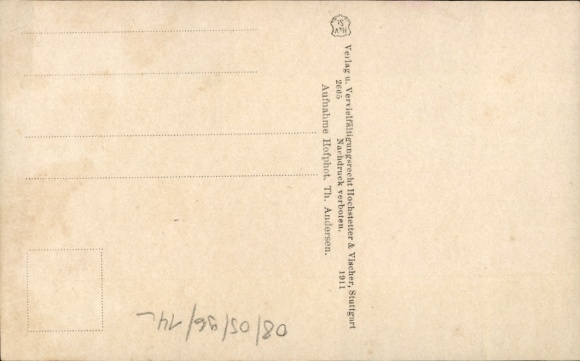 Verlag u. Vervielfältigungsrecht Hochstetter & Vischer, Stuttgart
2665 Nachdruck verboten. 1911
Aufnahme Hofphot. Th. Andersen.
08/05/96/14